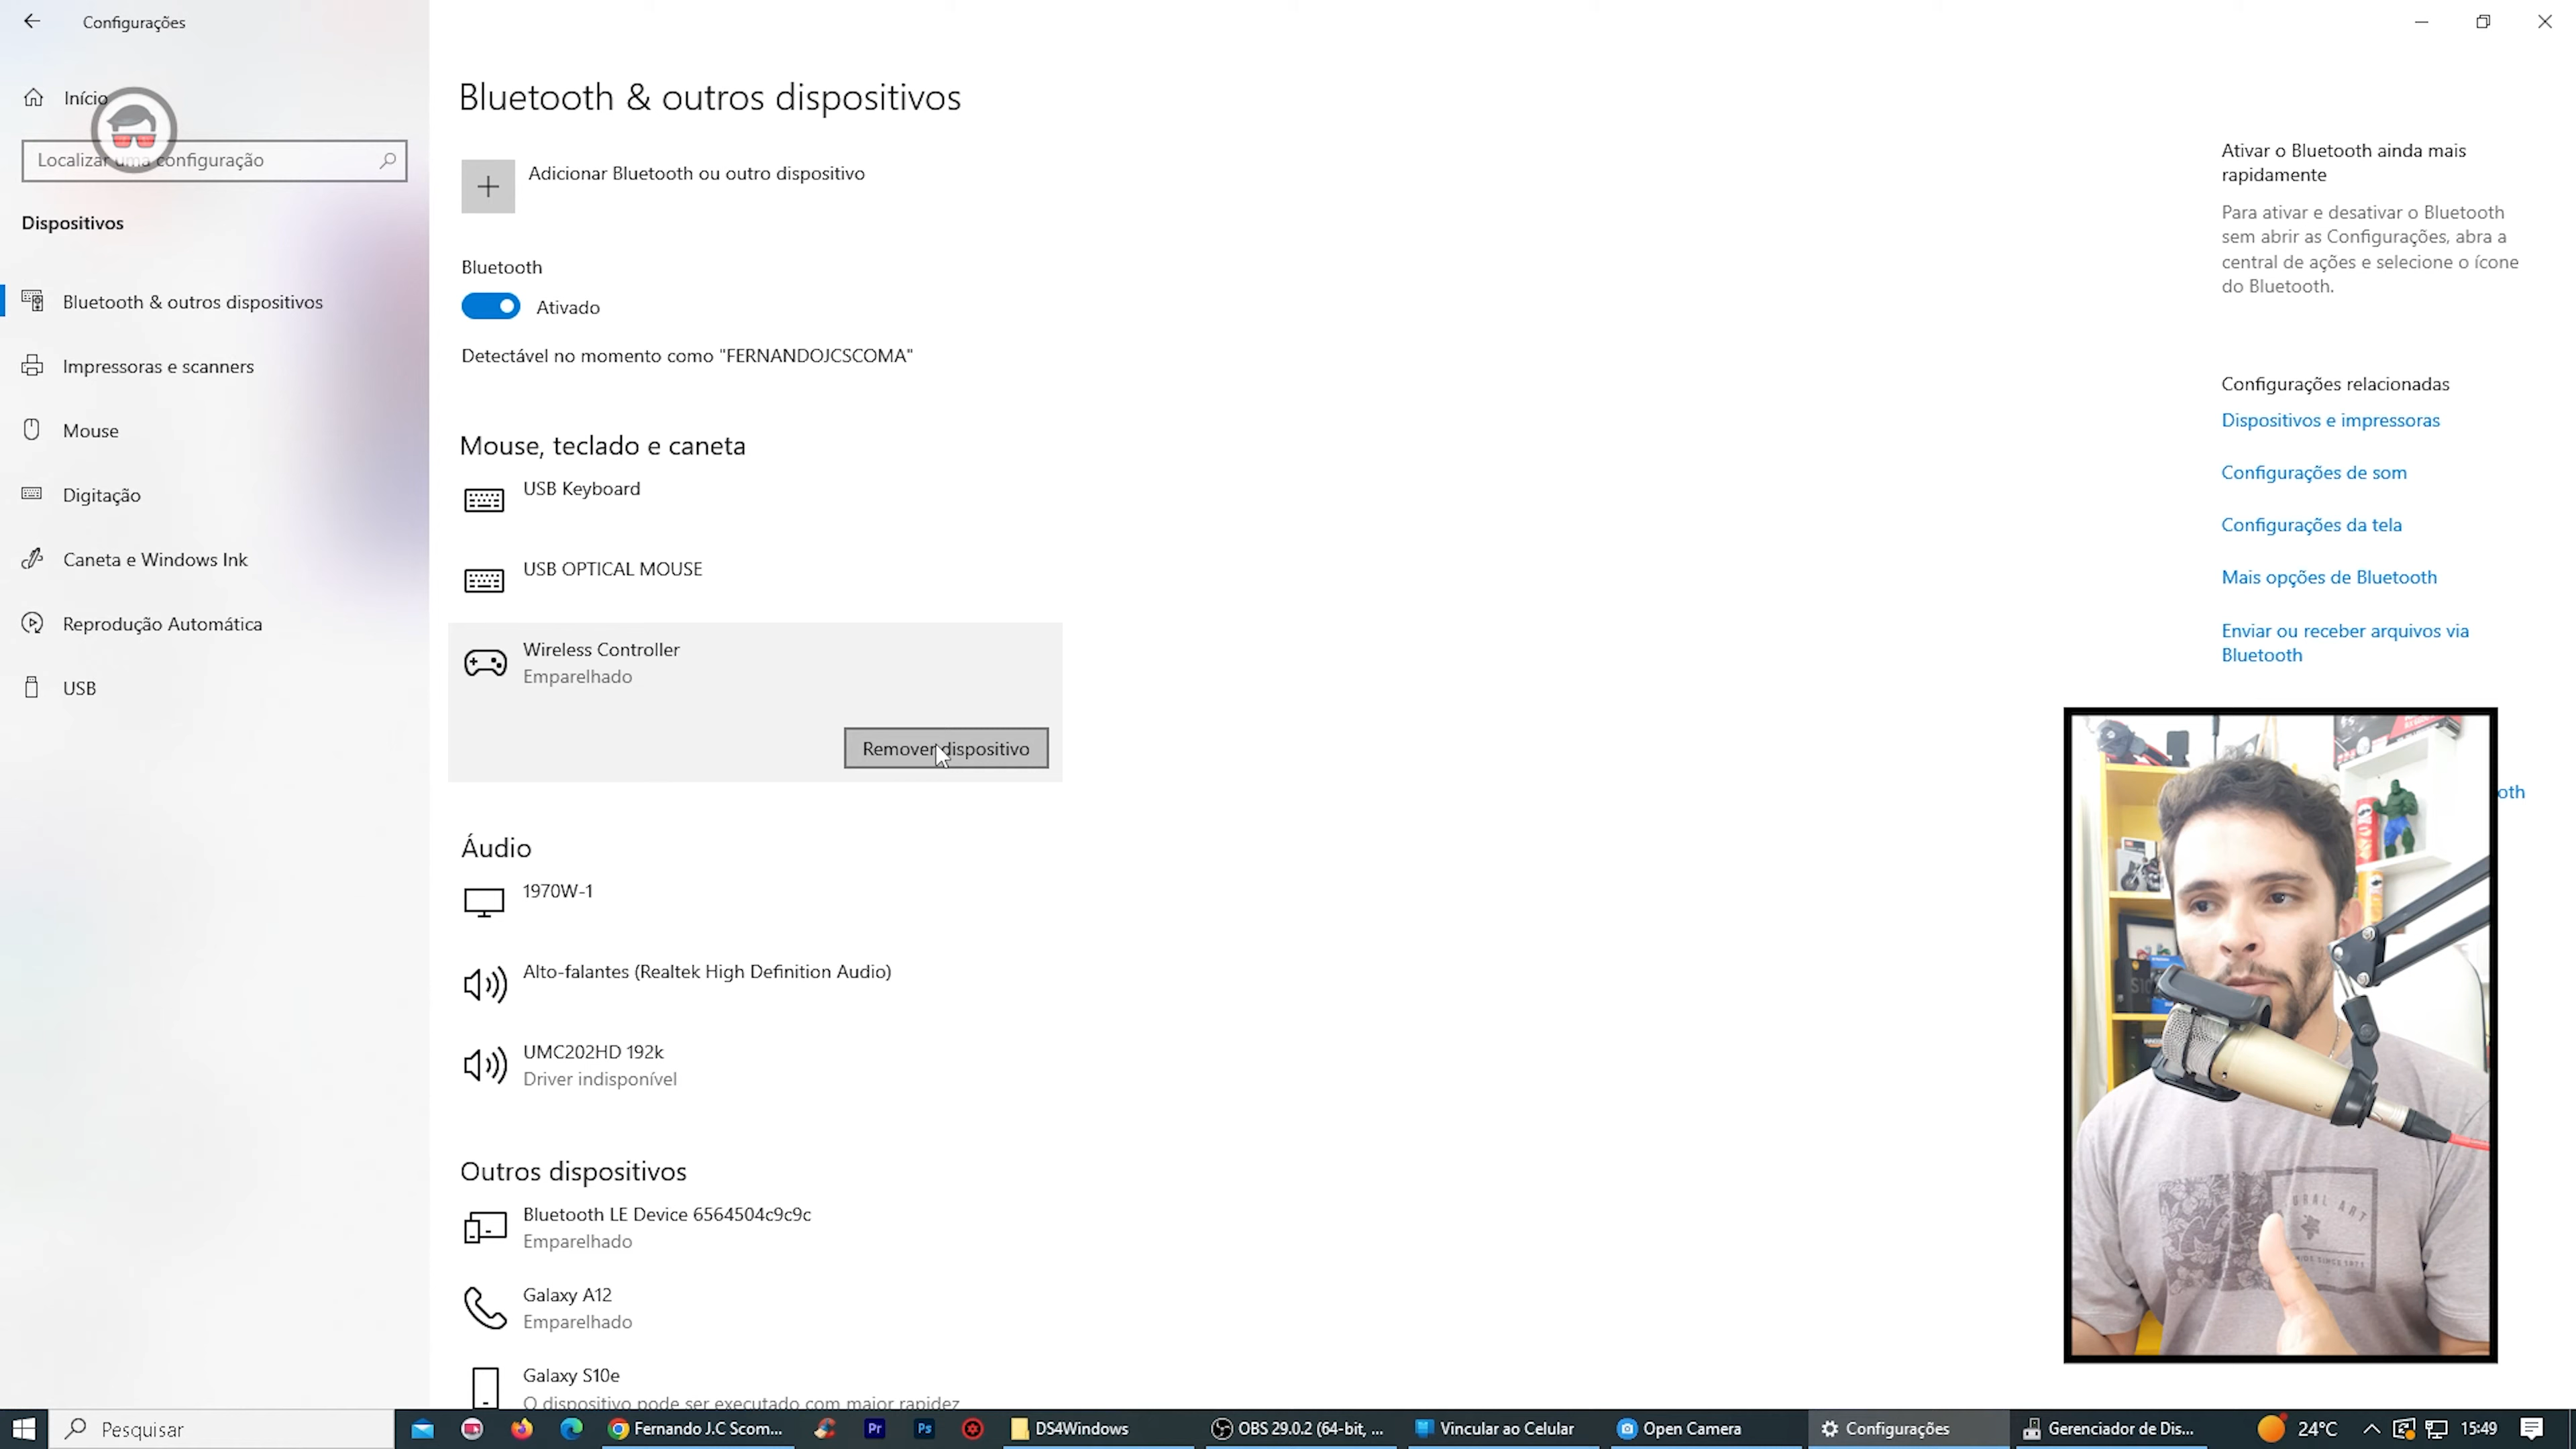 Configurações
Início
Localizar uma configuração
Dispositivos
Bluetooth & outros dispositivos
Impressoras e scanners
Mouse
Digitação
Caneta e Windows Ink
Reprodução Automática
USB
Bluetooth & outros dispositivos
Adicionar Bluetooth ou outro dispositivo
Bluetooth
Ativado
Detectável no momento como "FERNANDOJCSCOMA"
Mouse, teclado e caneta
USB Keyboard
USB OPTICAL MOUSE
Wireless Controller
Emparelhado
Remover dispositivo
Áudio
1970W-1
Alto-falantes (Realtek High Definition Audio)
UMC202HD 192k
Driver indisponível
Outros dispositivos
Bluetooth LE Device 6564504c9c9c
Emparelhado
Galaxy A12
Emparelhado
Galaxy S10e
O dispositivo pode ser executado com maior rapidez
Ativar o Bluetooth ainda mais
rapidamente
Para ativar e desativar o Bluetooth
sem abrir as Configurações, abra a
central de ações e selecione o ícone
do Bluetooth.
Configurações relacionadas
Dispositivos e impressoras
Configurações de som
Configurações da tela
Mais opções de Bluetooth
Enviar ou receber arquivos via
Bluetooth
oth
URAL ART
Pesquisar
Fernando J.C Scom...
Pr
Ps
DS4Windows
OBS 29.0.2 (64-bit, ...
Vincular ao Celular
Open Camera
Configurações
Gerenciador de Dis...
24°C
15:49